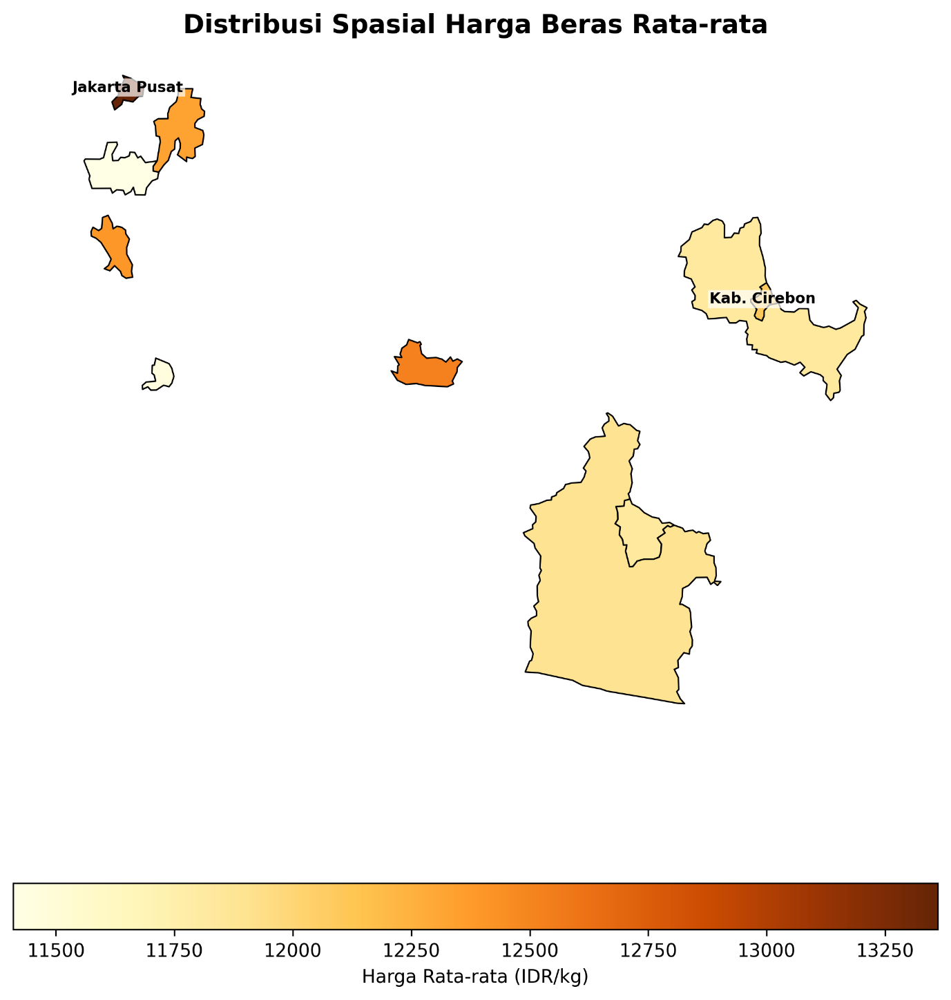 Distribusi Spasial Harga Beras Rata-rata
Jakarta Pusat
Kab. Cirebon
11500 11750 12000 12250 12500 12750 13000 13250
Harga Rata-rata (IDR/kg)